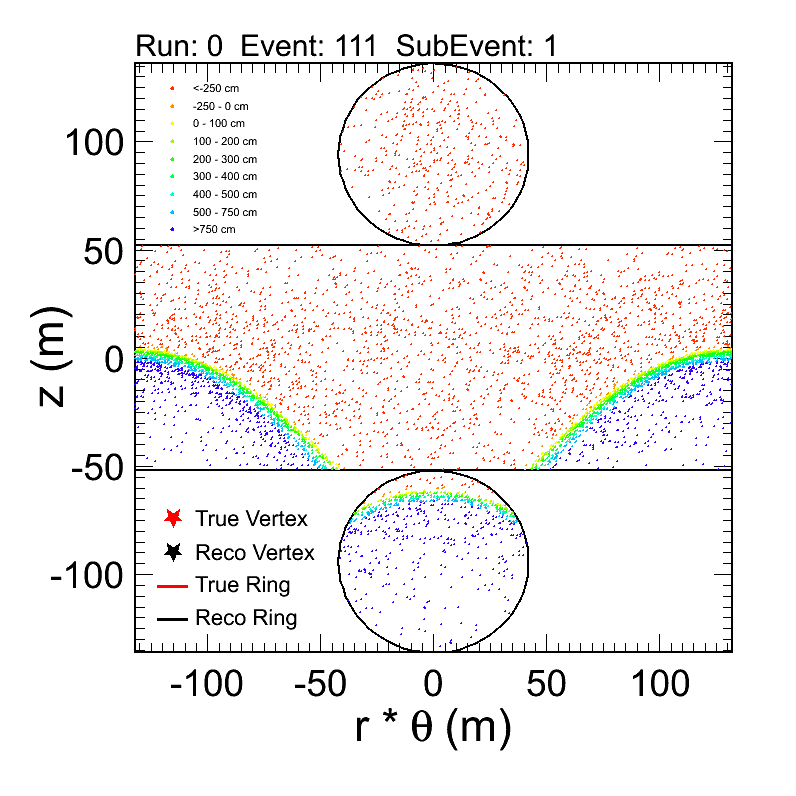 Run: 0  Event: 111  SubEvent: 1
<-250 cm
-250 - 0 cm
0 - 100 cm
100 - 200 cm
200 - 300 cm
300 - 400 cm
400 - 500 cm
500 - 750 cm
>750 cm
100
50
0
-50
-100
z (m)
True Vertex
Reco Vertex
True Ring
Reco Ring
-100 -50 0 50 100
r * θ (m)